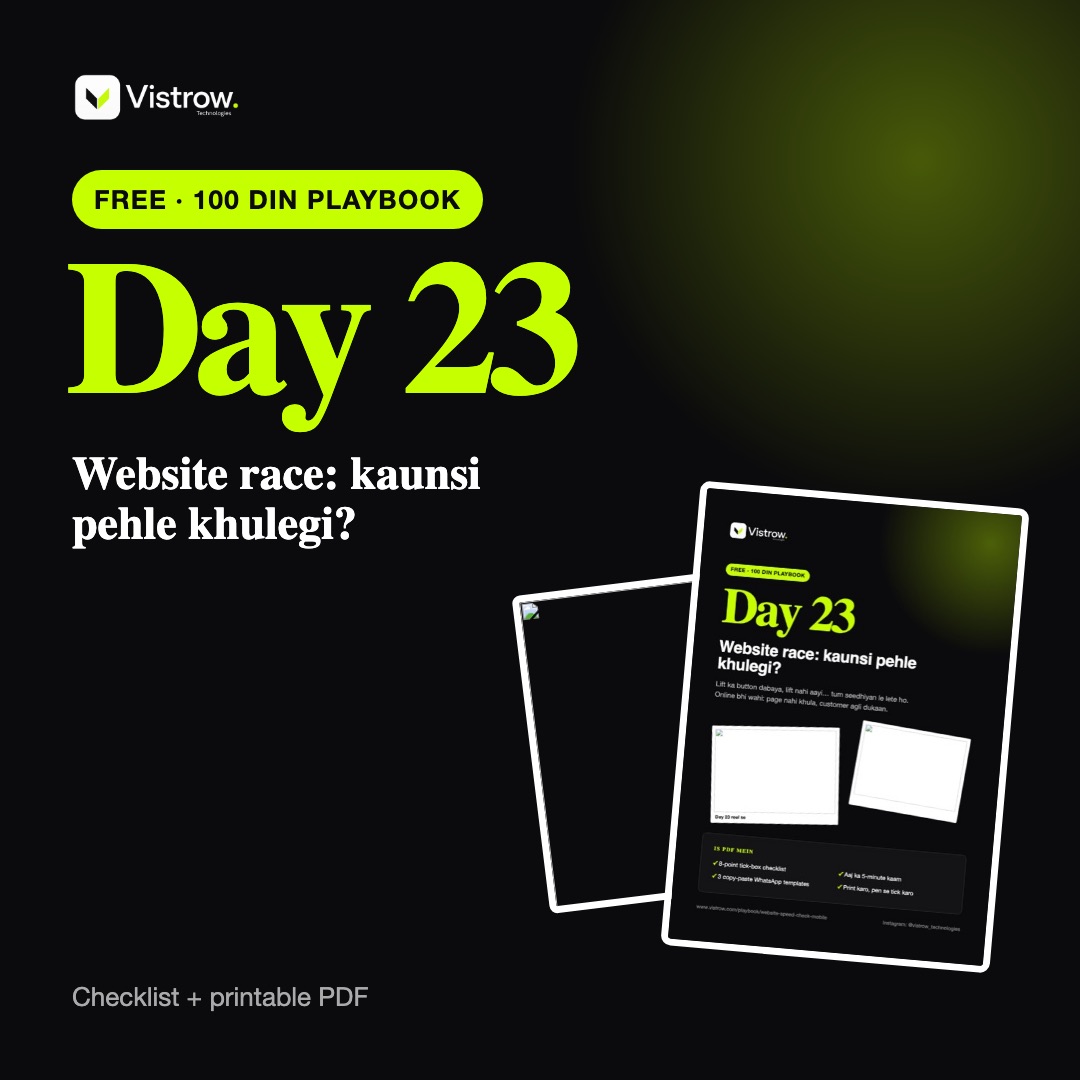 Vistrow.
Technologies
FREE · 100 DIN PLAYBOOK
Day 23
Website race: kaunsi
pehle khulegi?
Vistrow.
FREE · 100 DIN PLAYBOOK
Day 23
Website race: kaunsi pehle
khulegi?
Lift ka button dabaya, lift nahi aayi... tum seedhiyan le lete ho.
Online bhi wahi: page nahi khula, customer agli dukaan.
Day 23 reel se
IS PDF MEIN
✔8-point tick-box checklist
✔Aaj ka 5-minute kaam
✔3 copy-paste WhatsApp templates
✔Print karo, pen se tick karo
www.vistrow.com/playbook/website-speed-check-mobile
Instagram: @vistrow_technologies
Checklist + printable PDF